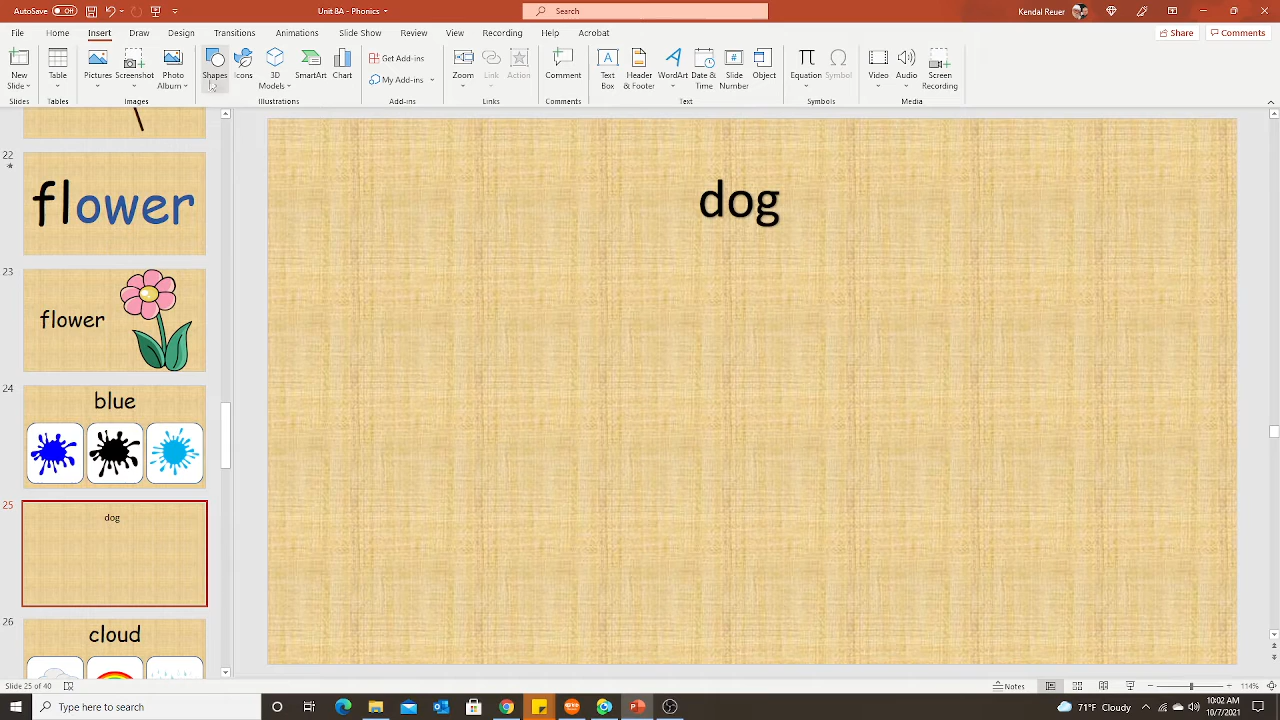 AutoSave Off Unit 8A – Phonics Search Kendal Reuer
File Home Insert Draw Design Transitions Animations Slide Show Review View Recording Help Acrobat Share Comments
New Slide Table Pictures Screenshot Photo Album Shapes Icons 3D Models SmartArt Chart Get Add-ins My Add-ins Zoom Link Action Comment Text Box Header & Footer WordArt Date & Time Slide Number Object Equation Symbol Video Audio Screen Recording
Slides Tables Images Illustrations Add-ins Links Comments Text Symbols Media
22
flower
23
flower
24
blue
25
dog
26
cloud
dog
Slide 25 of 40 Notes 114%
Type here to search 77°F Cloudy 10:02 AM
10/7/2021